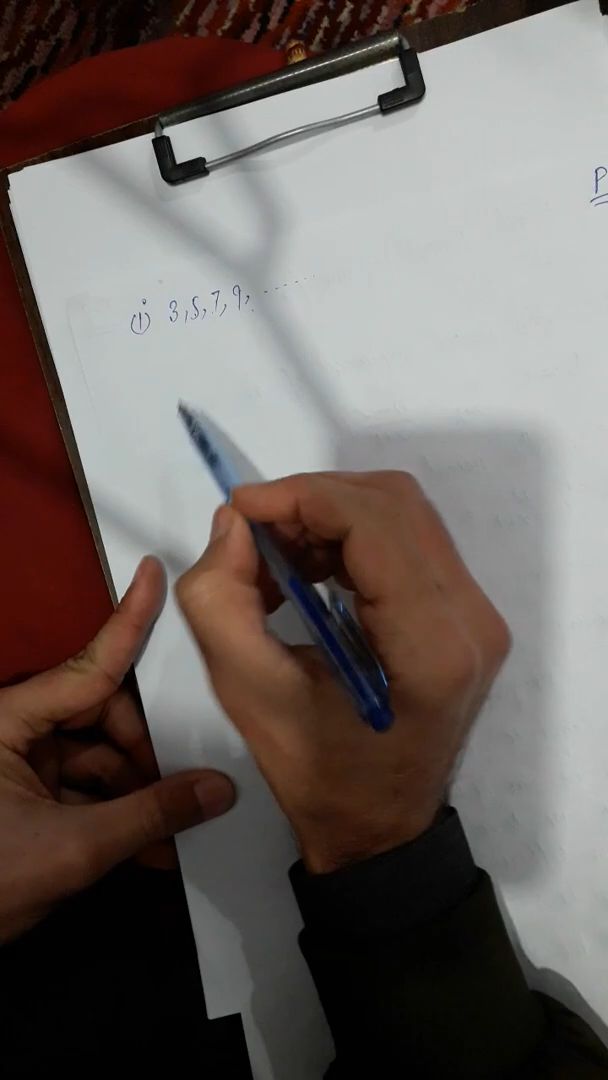 P
(i) 3, 5, 7, 9, ......